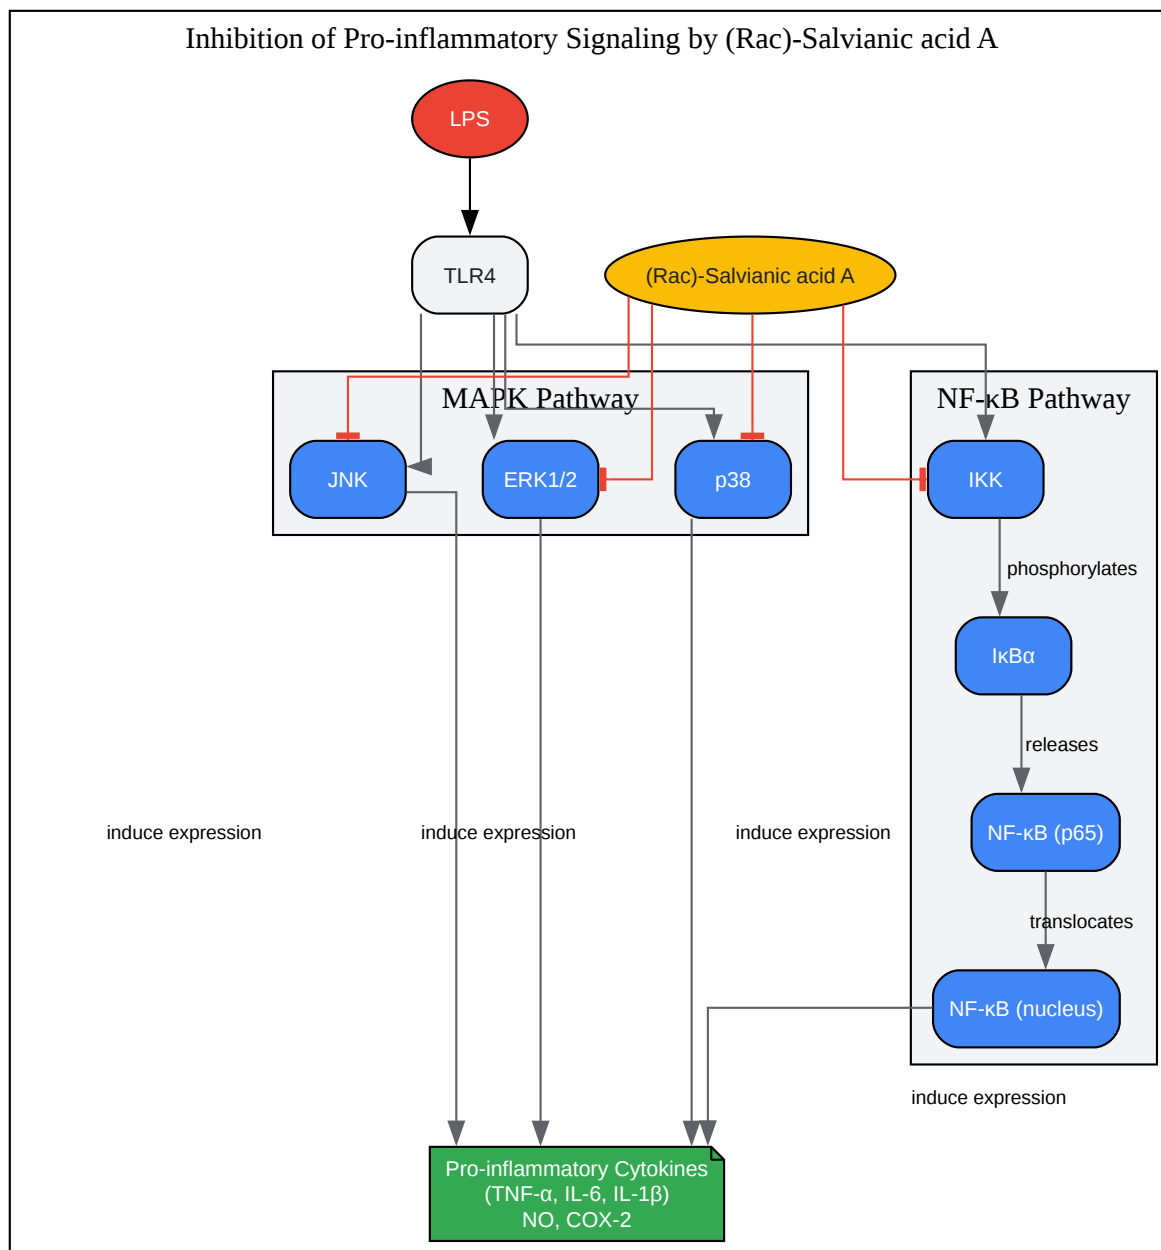 Inhibition of Pro-inflammatory Signaling by (Rac)-Salvianic acid A
LPS
TLR4
(Rac)-Salvianic acid A
MAPK Pathway
NF-κB Pathway
JNK
ERK1/2
p38
IKK
phosphorylates
IκBα
releases
NF-κB (p65)
induce expression
induce expression
induce expression
translocates
NF-κB (nucleus)
induce expression
Pro-inflammatory Cytokines
(TNF-α, IL-6, IL-1β)
NO, COX-2